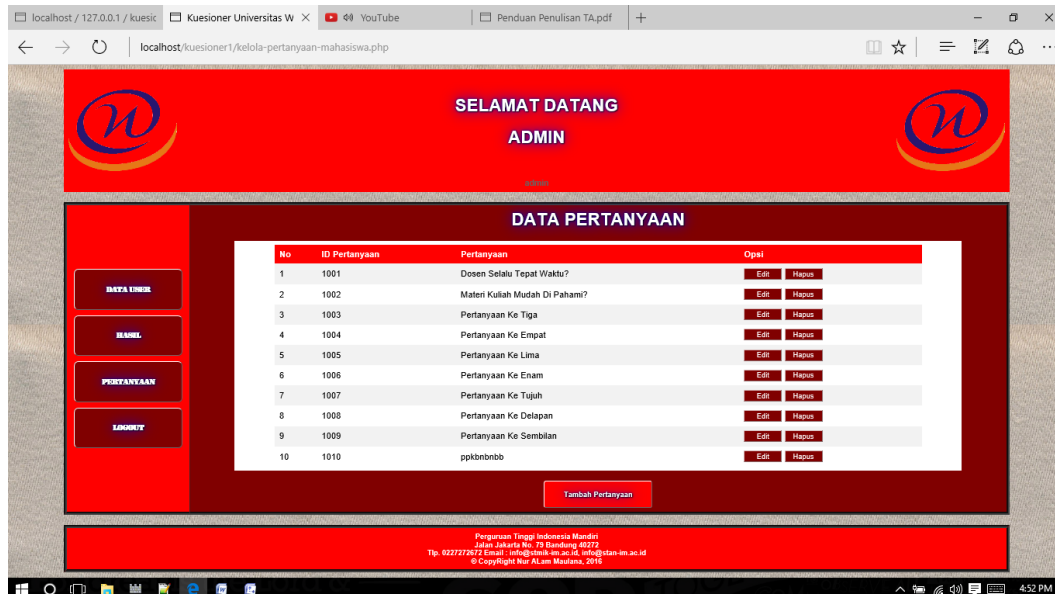 localhost / 127.0.0.1 / kuesic
Kuesioner Universitas W
YouTube
Penduan Penulisan TA.pdf
localhost/kuesioner1/kelola-pertanyaan-mahasiswa.php
SELAMAT DATANG
ADMIN
admin
DATA PERTANYAAN
DATA USER
HASIL
PERTANYAAN
LOGOUT
No ID Pertanyaan Pertanyaan Opsi
1 1001 Dosen Selalu Tepat Waktu? Edit Hapus
2 1002 Materi Kuliah Mudah Di Pahami? Edit Hapus
3 1003 Pertanyaan Ke Tiga Edit Hapus
4 1004 Pertanyaan Ke Empat Edit Hapus
5 1005 Pertanyaan Ke Lima Edit Hapus
6 1006 Pertanyaan Ke Enam Edit Hapus
7 1007 Pertanyaan Ke Tujuh Edit Hapus
8 1008 Pertanyaan Ke Delapan Edit Hapus
9 1009 Pertanyaan Ke Sembilan Edit Hapus
10 1010 ppkbnbnbb Edit Hapus
Tambah Pertanyaan
Perguruan Tinggi Indonesia Mandiri
Jalan Jakarta No. 79 Bandung 40272
Tlp. 0227272672 Email : info@stmik-im.ac.id, info@stan-im.ac.id
© CopyRight Nur ALam Maulana, 2016
4:52 PM